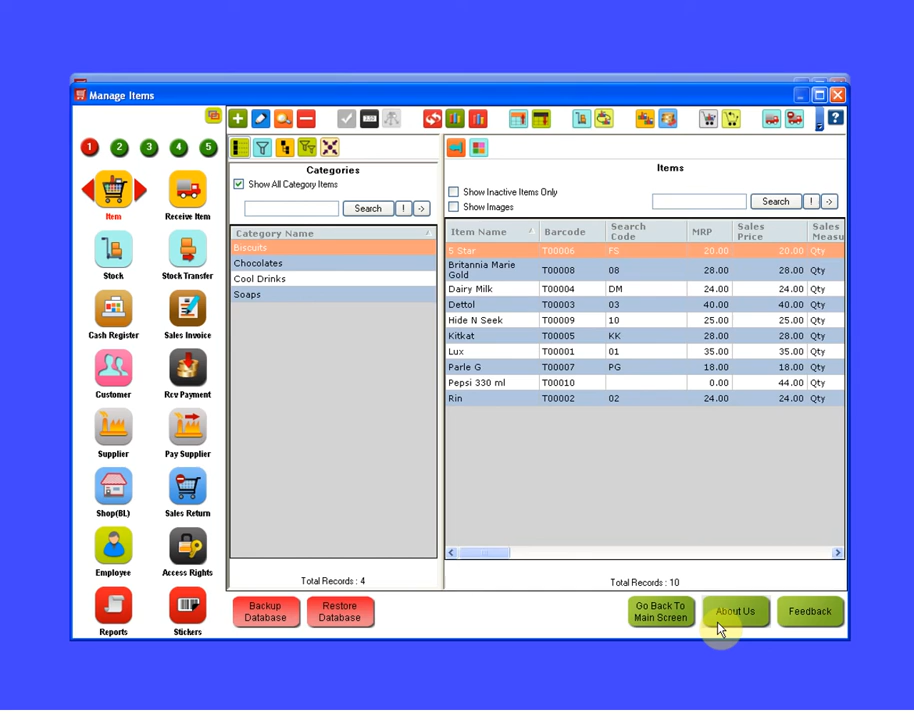 Manage Items
1 2 3 4 5
Item
Receive Item
Stock
Stock Transfer
Cash Register
Sales Invoice
Customer
Rcv Payment
Supplier
Pay Supplier
Shop(BL)
Sales Return
Employee
Access Rights
Reports
Stickers
Categories
Show All Category Items
Search ! ->
Category Name
Biscuits
Chocolates
Cool Drinks
Soaps
Total Records : 4
Items
Show Inactive Items Only
Show Images
Search ! ->
Item Name Barcode Search Code MRP Sales Price Sales Measu
5 Star T00006 FS 20.00 20.00 Qty
Britannia Marie Gold T00008 08 28.00 28.00 Qty
Dairy Milk T00004 DM 24.00 24.00 Qty
Dettol T00003 03 40.00 40.00 Qty
Hide N Seek T00009 10 25.00 25.00 Qty
Kitkat T00005 KK 28.00 28.00 Qty
Lux T00001 01 35.00 35.00 Qty
Parle G T00007 PG 18.00 18.00 Qty
Pepsi 330 ml T00010 0.00 44.00 Qty
Rin T00002 02 24.00 24.00 Qty
Total Records : 10
Backup
Database
Restore
Database
Go Back To
Main Screen
About Us
Feedback